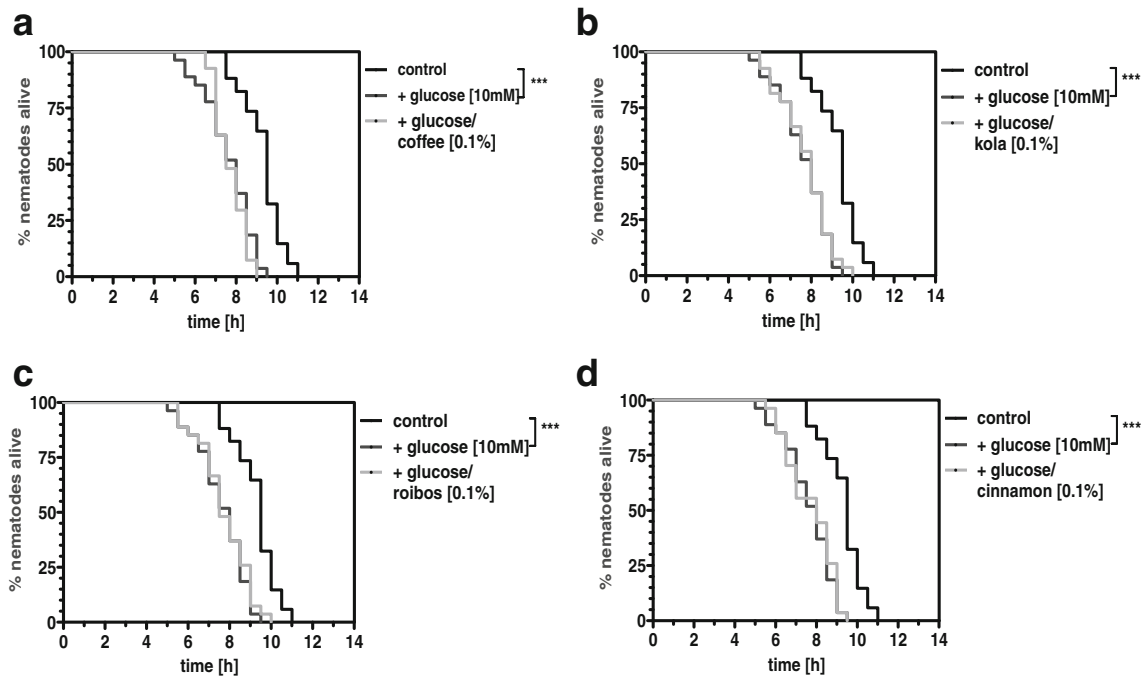 a
% nematodes alive
100
75
50
25
0
0 2 4 6 8 10 12 14
time [h]
control
+ glucose [10mM]
***
+ glucose/
coffee [0.1%]
b
% nematodes alive
100
75
50
25
0
0 2 4 6 8 10 12 14
time [h]
control
+ glucose [10mM]
***
+ glucose/
kola [0.1%]
c
% nematodes alive
100
75
50
25
0
0 2 4 6 8 10 12 14
time [h]
control
+ glucose [10mM]
***
+ glucose/
roibos [0.1%]
d
% nematodes alive
100
75
50
25
0
0 2 4 6 8 10 12 14
time [h]
control
+ glucose [10mM]
***
+ glucose/
cinnamon [0.1%]